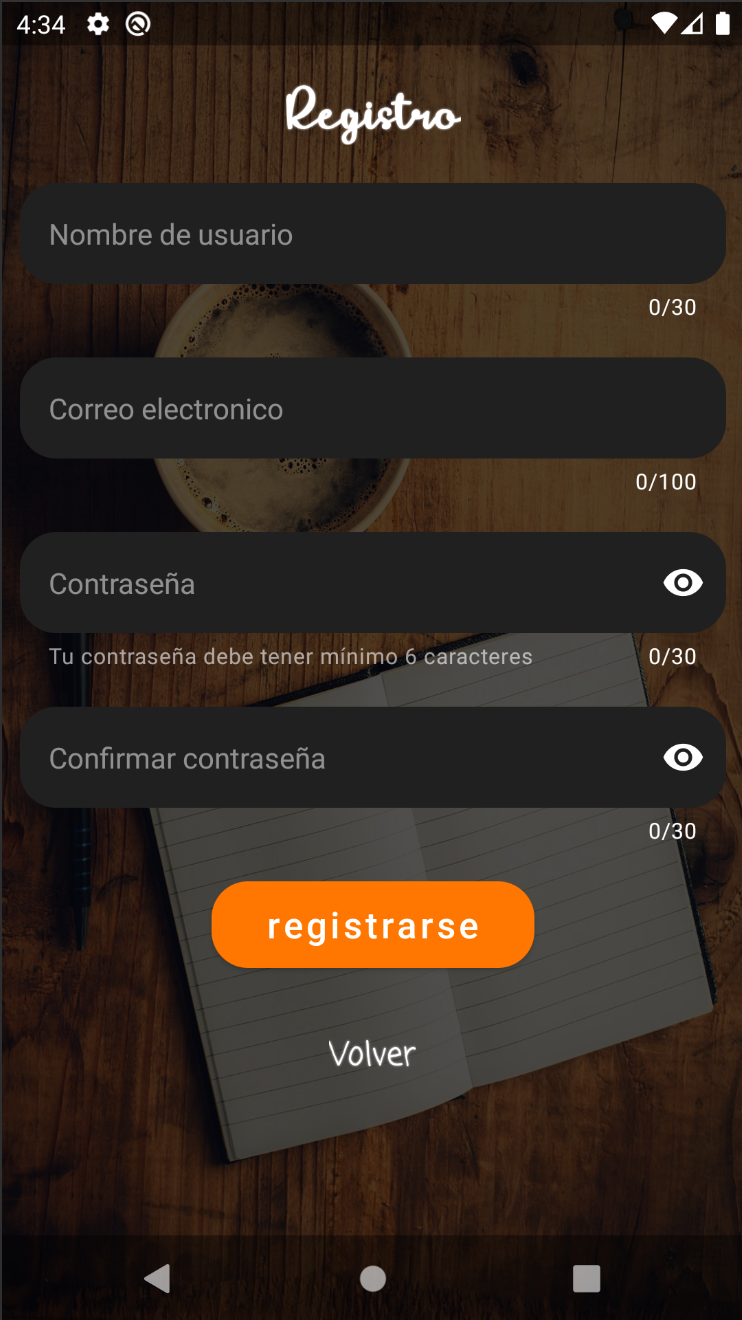 4:34
Registro
Nombre de usuario
0/30
Correo electronico
0/100
Contraseña
Tu contraseña debe tener mínimo 6 caracteres 0/30
Confirmar contraseña
0/30
registrarse
Volver